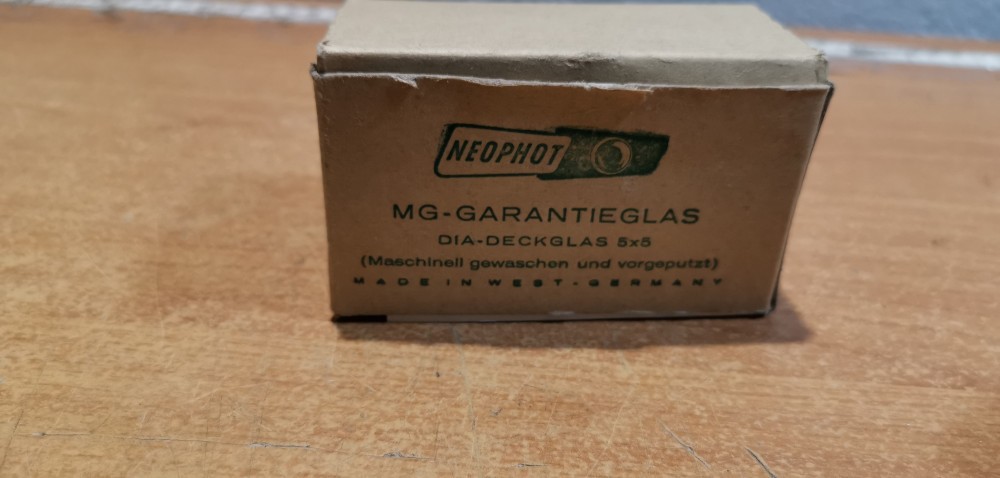 NEOPHOT
MG-GARANTIEGLAS
DIA-DECKGLAS 5x5
(Maschinell gewaschen und vorgeputzt)
MADE IN WEST-GERMANY